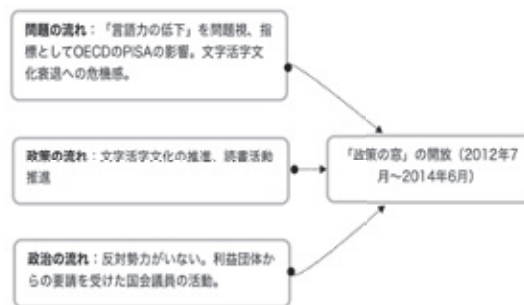 問題の流れ：「言語力の低下」を問題視、指
標としてOECDのPISAの影響。文字活字文
化衰退への危機感。
政策の流れ：文字活字文化の推進、読書活動
推進
「政策の窓」の開放（2012年7
月〜2014年6月）
政治の流れ：反対勢力がいない。利益団体か
らの要請を受けた国会議員の活動。